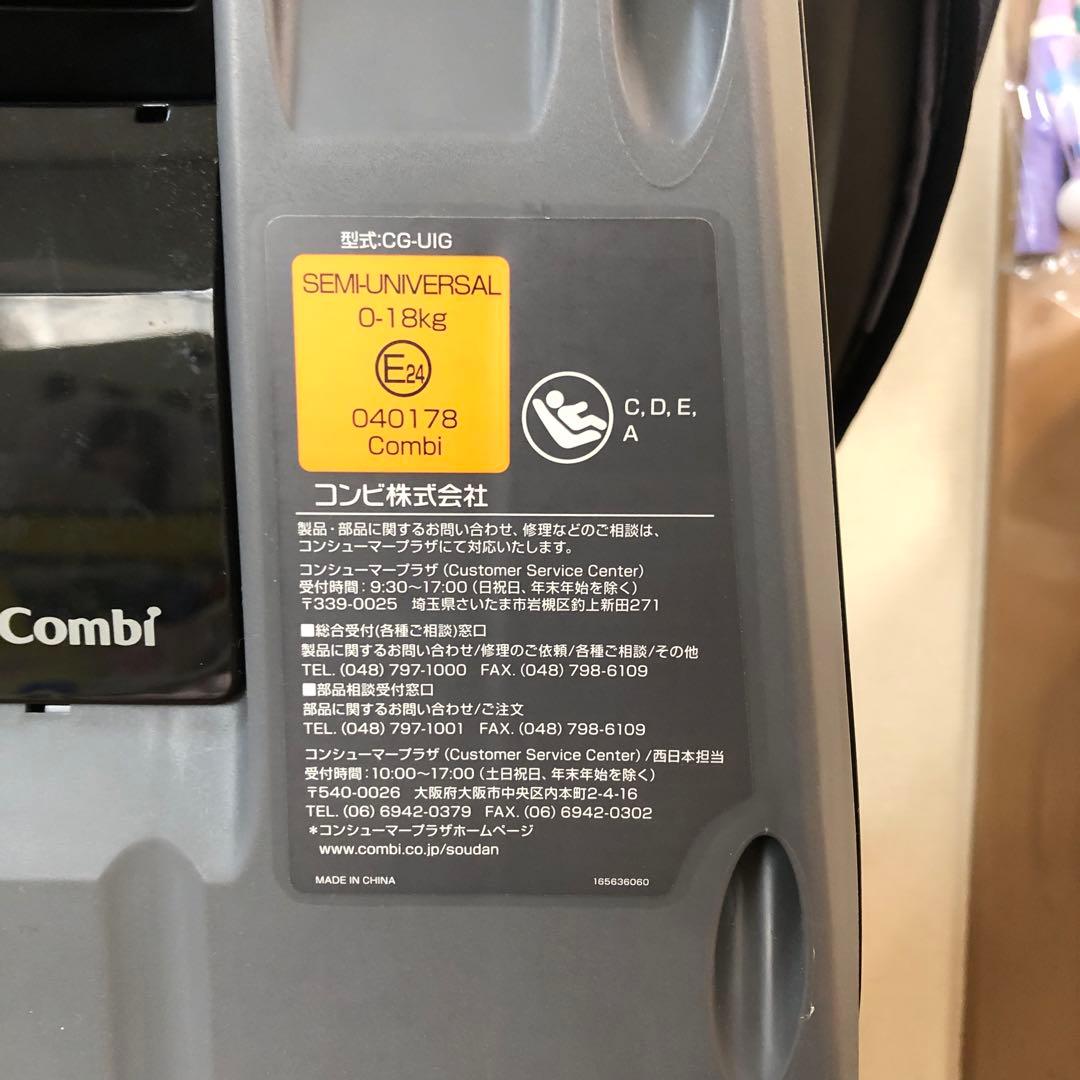 型式:CG-UIG
SEMI-UNIVERSAL
0-18kg
E24
040178
Combi
C, D, E,
A
コンビ株式会社
製品・部品に関するお問い合わせ、修理などのご相談は、
コンシューマープラザにて対応いたします。
コンシューマープラザ (Customer Service Center)
受付時間：9:30～17:00 (日祝日、年末年始を除く)
〒339-0025 埼玉県さいたま市岩槻区釣上新田271
■総合受付(各種ご相談)窓口
製品に関するお問い合わせ/修理のご依頼/各種ご相談/その他
TEL. (048) 797-1000 FAX. (048) 798-6109
■部品相談受付窓口
部品に関するお問い合わせ/ご注文
TEL. (048) 797-1001 FAX. (048) 798-6109
コンシューマープラザ (Customer Service Center) /西日本担当
受付時間：10:00～17:00 (土日祝日、年末年始を除く)
〒540-0026 大阪府大阪市中央区内本町2-4-16
TEL. (06) 6942-0379 FAX. (06) 6942-0302
＊コンシューマープラザホームページ
www.combi.co.jp/soudan
MADE IN CHINA 165636060
Combi